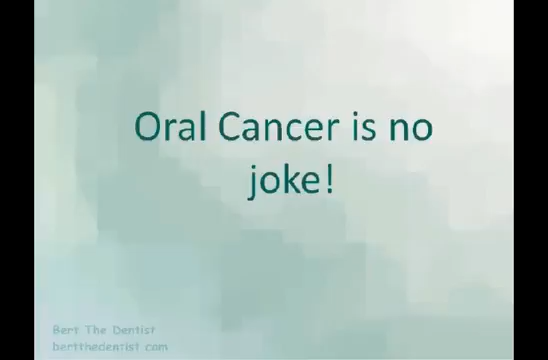 Oral Cancer is no
joke!
Bert The Dentist
bertthedentist.com